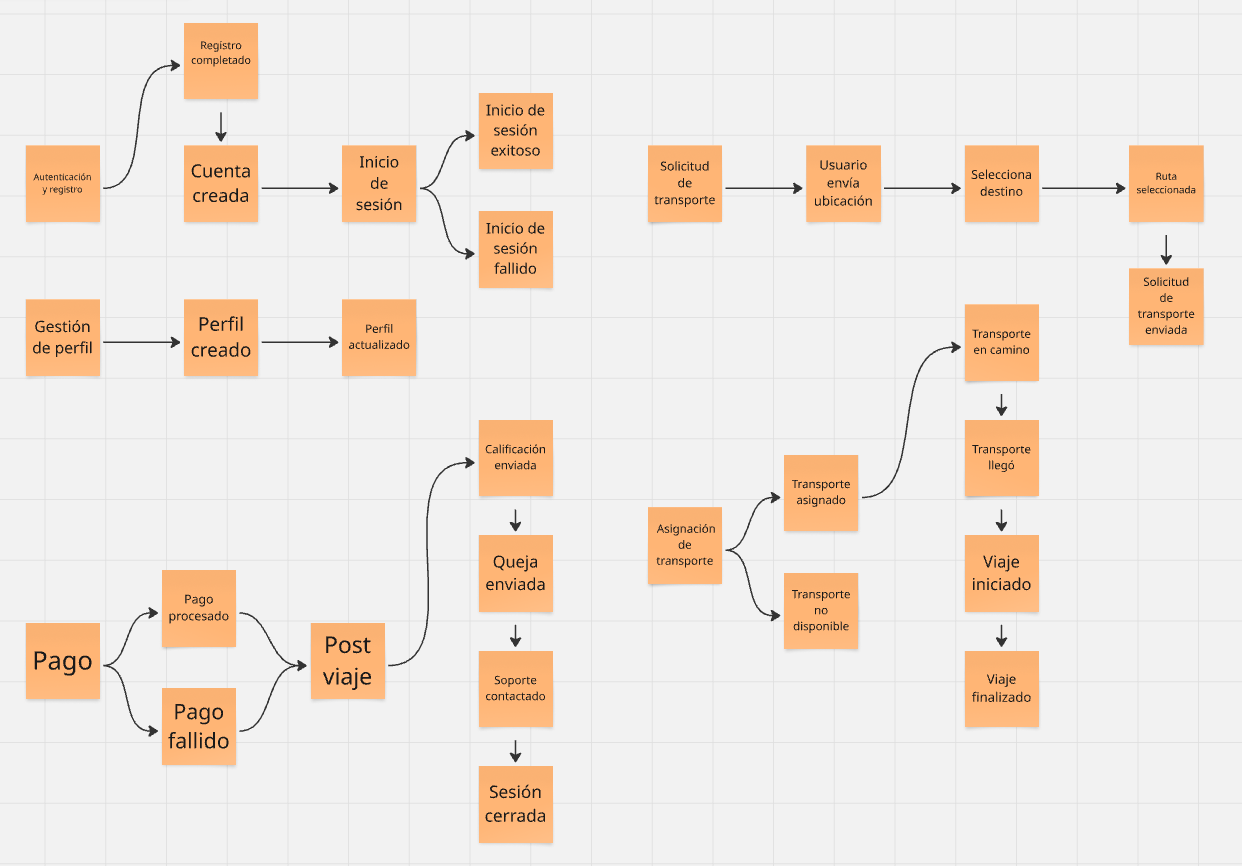 Registro
completado
Autenticación
y registro
Cuenta
creada
Inicio
de
sesión
Inicio de
sesión
exitoso
Inicio de
sesión
fallido
Gestión
de perfil
Perfil
creado
Perfil
actualizado
Pago
Pago
procesado
Pago
fallido
Post
viaje
Calificación
enviada
Queja
enviada
Soporte
contactado
Sesión
cerrada
Solicitud
de
transporte
Usuario
envía
ubicación
Selecciona
destino
Ruta
seleccionada
Solicitud
de
transporte
enviada
Asignación
de
transporte
Transporte
asignado
Transporte
no
disponible
Transporte
en camino
Transporte
llegó
Viaje
iniciado
Viaje
finalizado